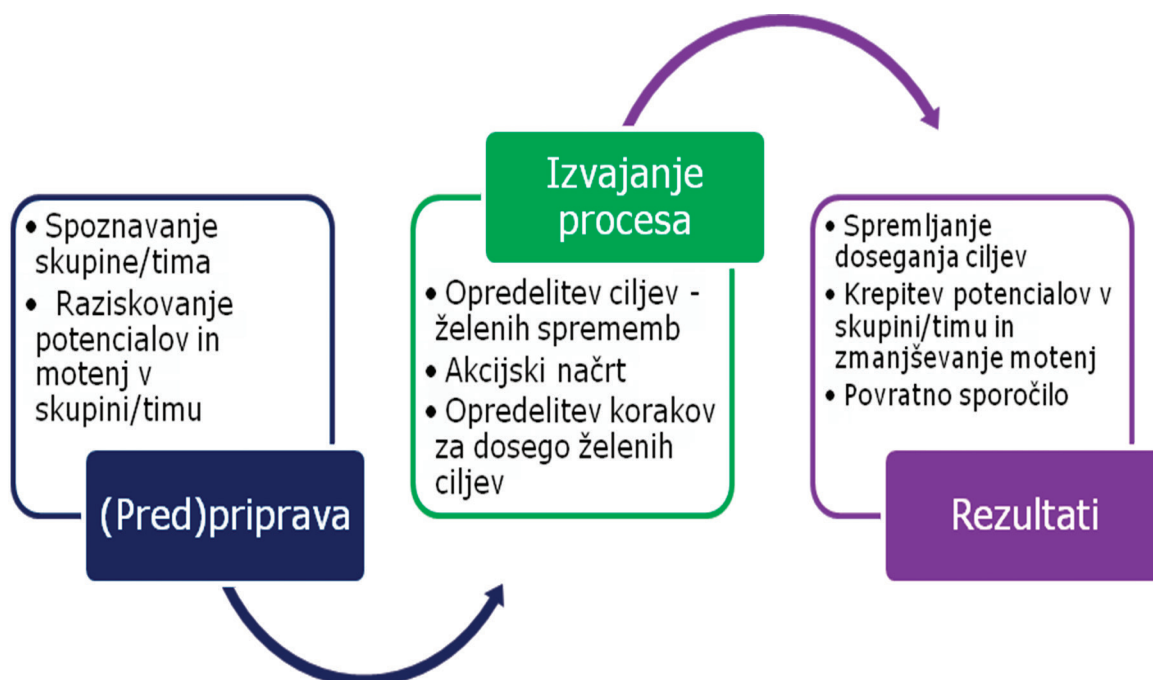 • Spoznavanje
skupine/tima
• Raziskovanje
potencialov in
motenj v
skupini/timu
(Pred)priprava
Izvajanje
procesa
• Opredelitev ciljev -
želenih sprememb
• Akcijski načrt
• Opredelitev korakov
za dosego želenih
ciljev
• Spremljanje
doseganja ciljev
• Krepitev potencialov v
skupini/timu in
zmanjševanje motenj
• Povratno sporočilo
Rezultati